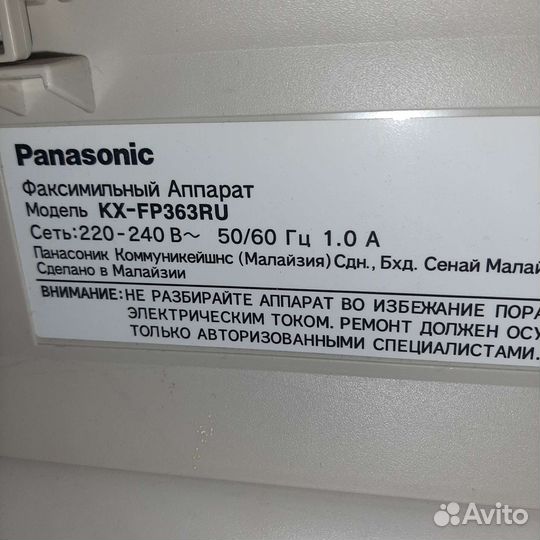 Panasonic
Факсимильный Аппарат
Модель KX-FP363RU
Сеть:220-240 В~ 50/60 Гц 1.0 А
Панасоник Коммуникейшнс (Малайзия) Сдн., Бхд. Сенай Малай
Сделано в Малайзии
ВНИМАНИЕ: НЕ РАЗБИРАЙТЕ АППАРАТ ВО ИЗБЕЖАНИЕ ПОРА
ЭЛЕКТРИЧЕСКИМ ТОКОМ. РЕМОНТ ДОЛЖЕН ОСУ
ТОЛЬКО АВТОРИЗОВАННЫМИ СПЕЦИАЛИСТАМИ.
Avito